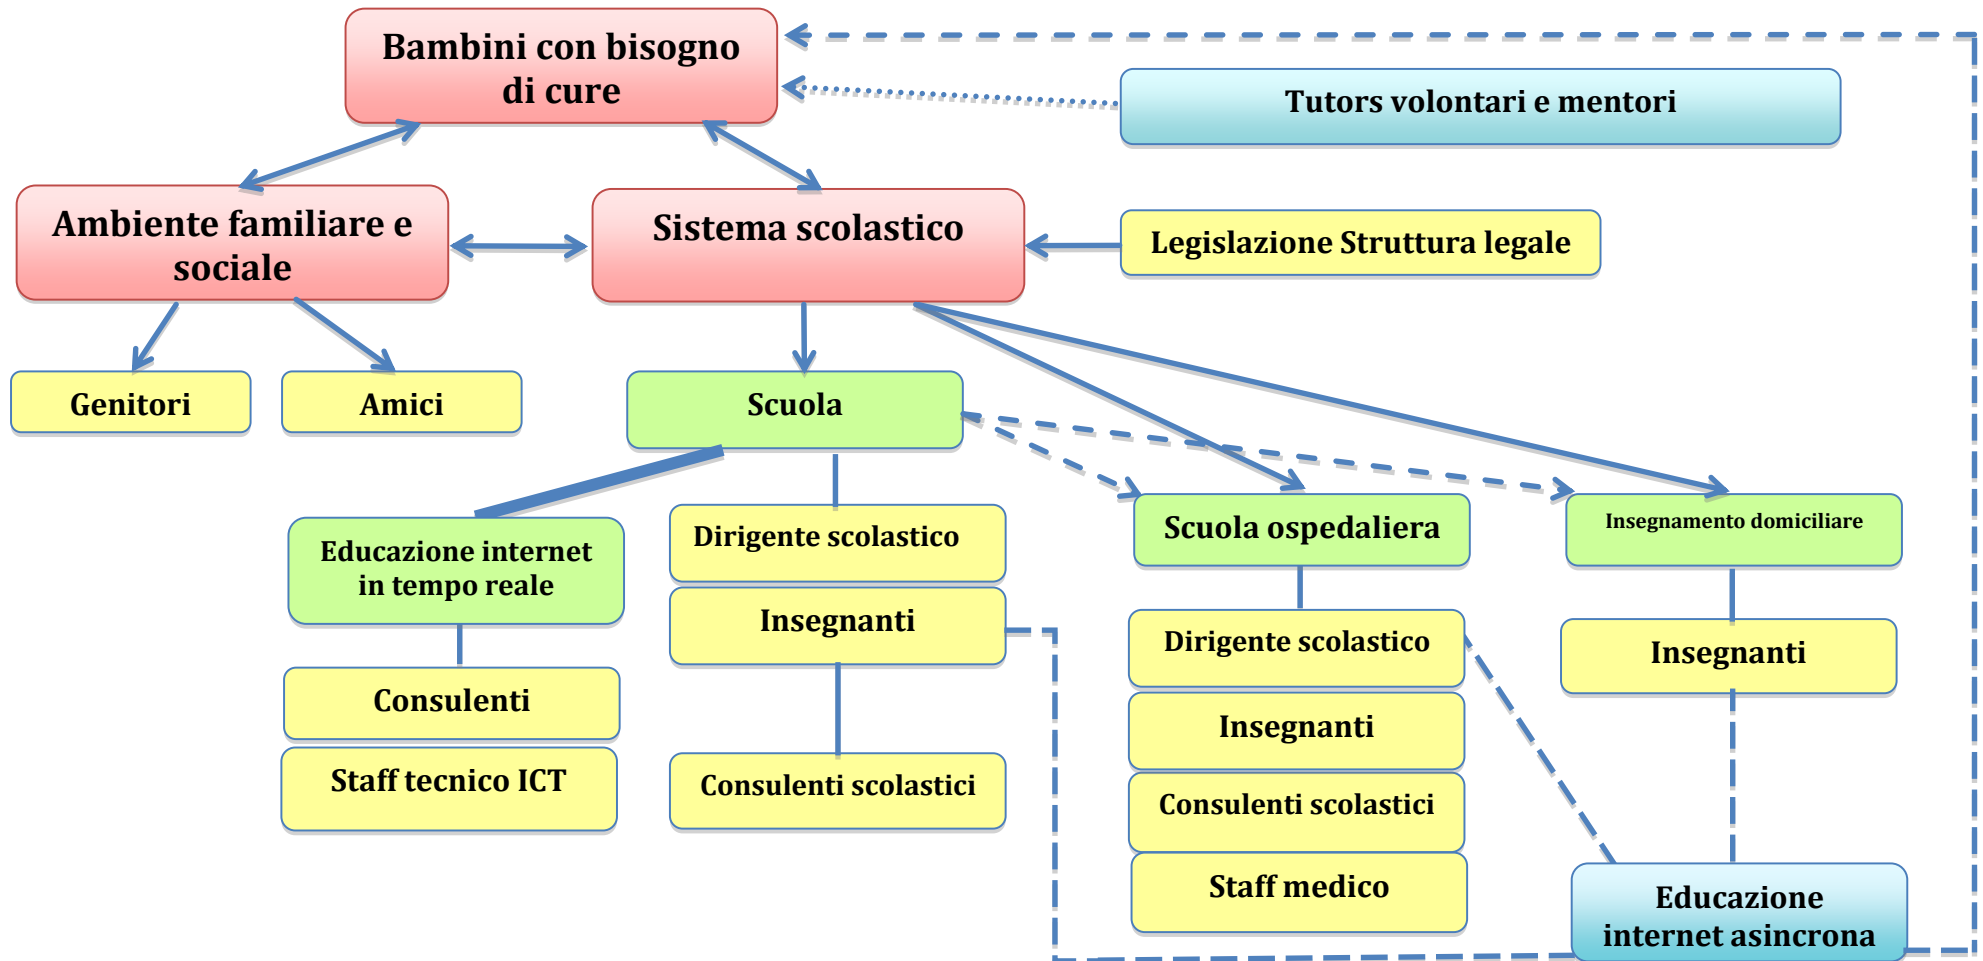 Bambini con bisogno
di cure
Tutors volontari e mentori
Ambiente familiare e
sociale
Sistema scolastico
Legislazione Struttura legale
Genitori
Amici
Scuola
Educazione internet
in tempo reale
Dirigente scolastico
Scuola ospedaliera
Insegnamento domiciliare
Insegnanti
Dirigente scolastico
Insegnanti
Consulenti
Insegnanti
Staff tecnico ICT
Consulenti scolastici
Consulenti scolastici
Staff medico
Educazione
internet asincrona